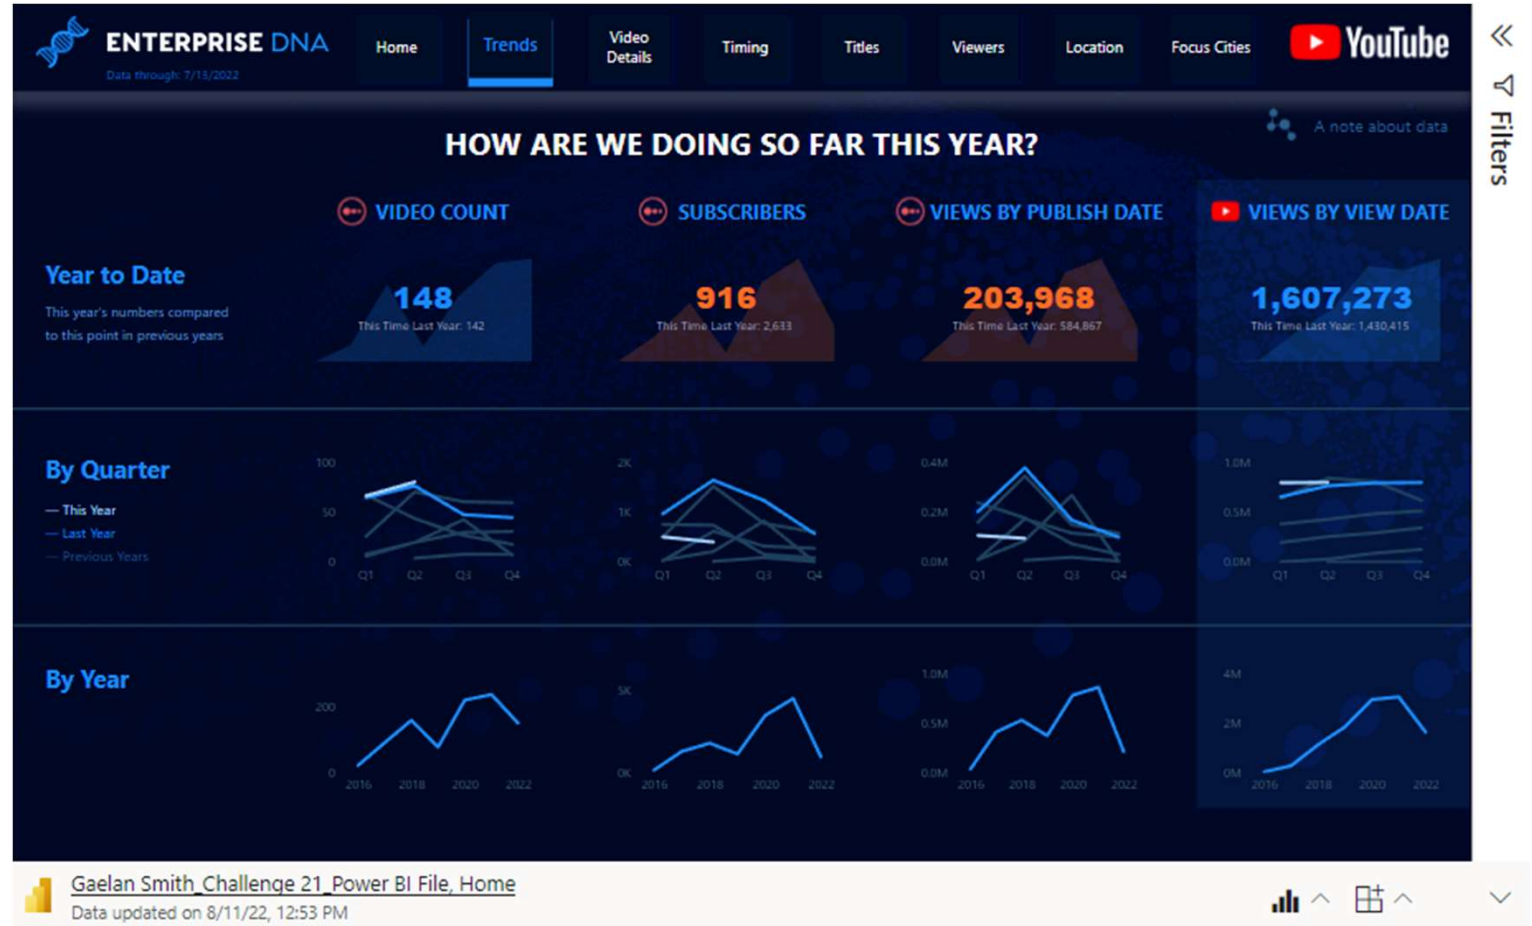 ENTERPRISE DNA
Data through: 7/13/2022
Home
Trends
Video
Details
Timing
Titles
Viewers
Location
Focus Cities
YouTube
Filters
A note about data
HOW ARE WE DOING SO FAR THIS YEAR?
VIDEO COUNT
SUBSCRIBERS
VIEWS BY PUBLISH DATE
VIEWS BY VIEW DATE
Year to Date
This year's numbers compared
to this point in previous years
148
This Time Last Year: 142
916
This Time Last Year: 2,633
203,968
This Time Last Year: 584,867
1,607,273
This Time Last Year: 1,430,415
By Quarter
— This Year
— Last Year
— Previous Years
100
50
0
Q1 Q2 Q3 Q4
2K
1K
0K
Q1 Q2 Q3 Q4
0.4M
0.2M
0.0M
Q1 Q2 Q3 Q4
1.0M
0.5M
0.0M
Q1 Q2 Q3 Q4
By Year
200
0
2016 2018 2020 2022
5K
0K
2016 2018 2020 2022
1.0M
0.5M
0.0M
2016 2018 2020 2022
4M
2M
0M
2016 2018 2020 2022
Gaelan Smith_Challenge 21_Power BI File, Home
Data updated on 8/11/22, 12:53 PM